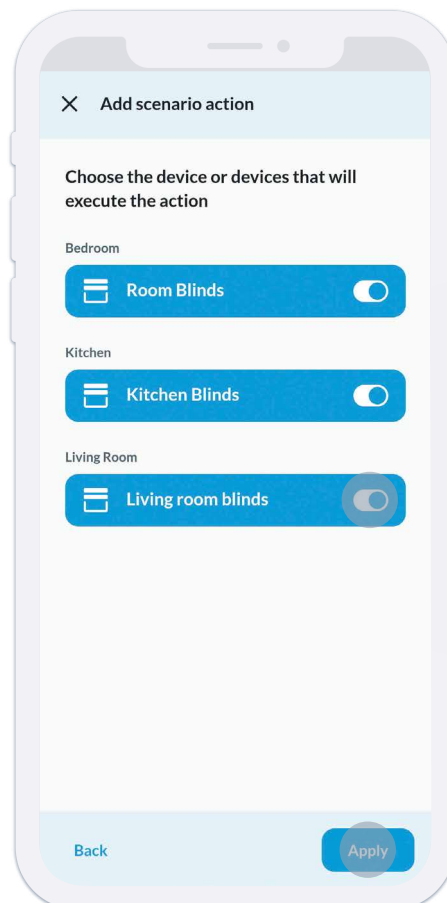 Add scenario action
Choose the device or devices that will
execute the action
Bedroom
Room Blinds
Kitchen
Kitchen Blinds
Living Room
Living room blinds
Back
Apply